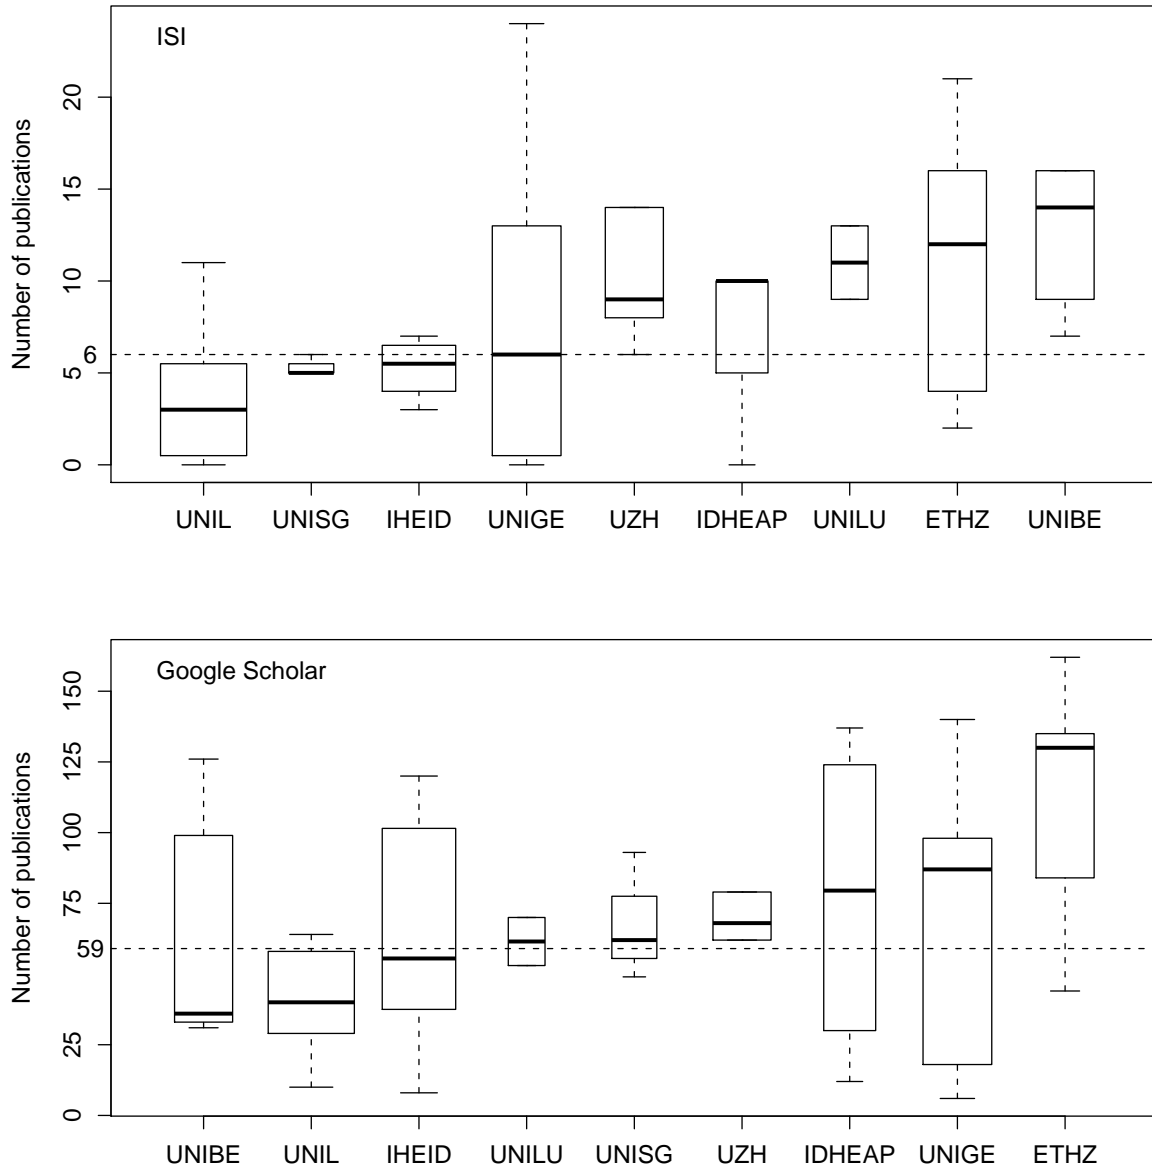 ISI
Number of publications
20
15
10
6
5
0
UNIL UNISG IHEID UNIGE UZH IDHEAP UNILU ETHZ UNIBE
Google Scholar
Number of publications
150
125
100
75
59
25
0
UNIBE UNIL IHEID UNILU UNISG UZH IDHEAP UNIGE ETHZ